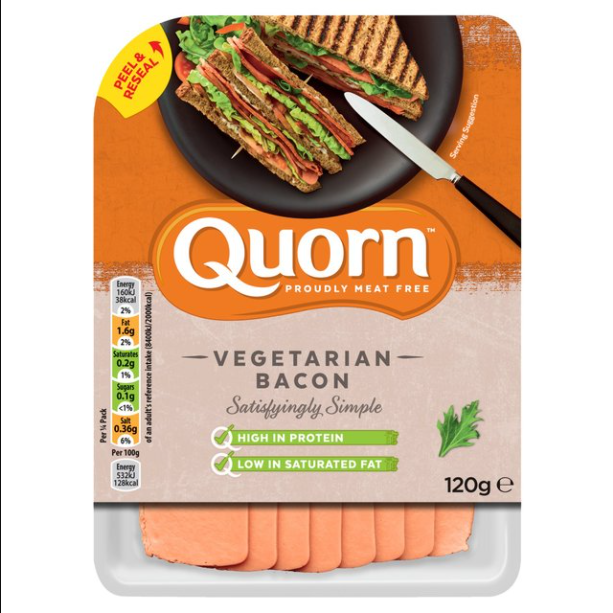 PEEL &
RESEAL
Serving Suggestion
Quorn™
PROUDLY MEAT FREE
VEGETARIAN
BACON
Satisfyingly Simple
HIGH IN PROTEIN
LOW IN SATURATED FAT
120g ℮
Energy
160kJ
38kcal
2%
Fat
1.6g
2%
Saturates
0.2g
1%
Sugars
0.1g
<1%
Salt
0.36g
6%
Per ¼ Pack
of an adult's reference intake (8400kJ/2000kcal)
Per 100g
Energy
532kJ
128kcal